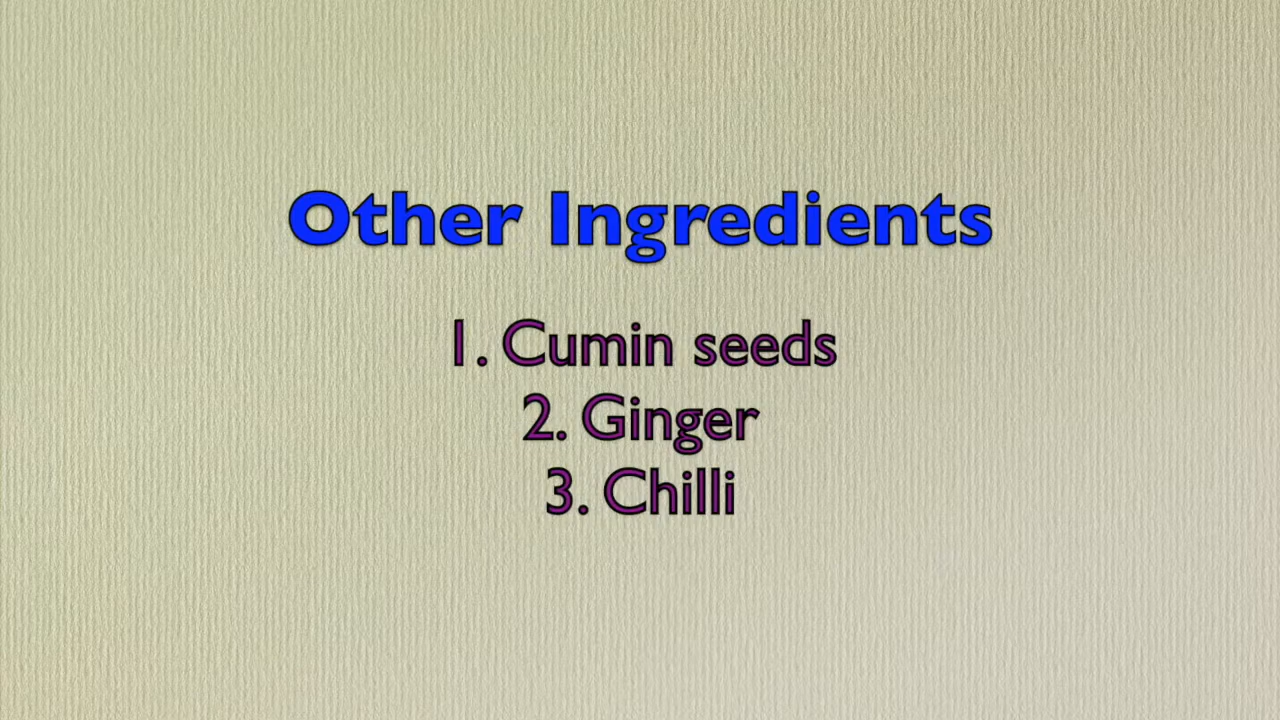 Other Ingredients
1. Cumin seeds
2. Ginger
3. Chilli